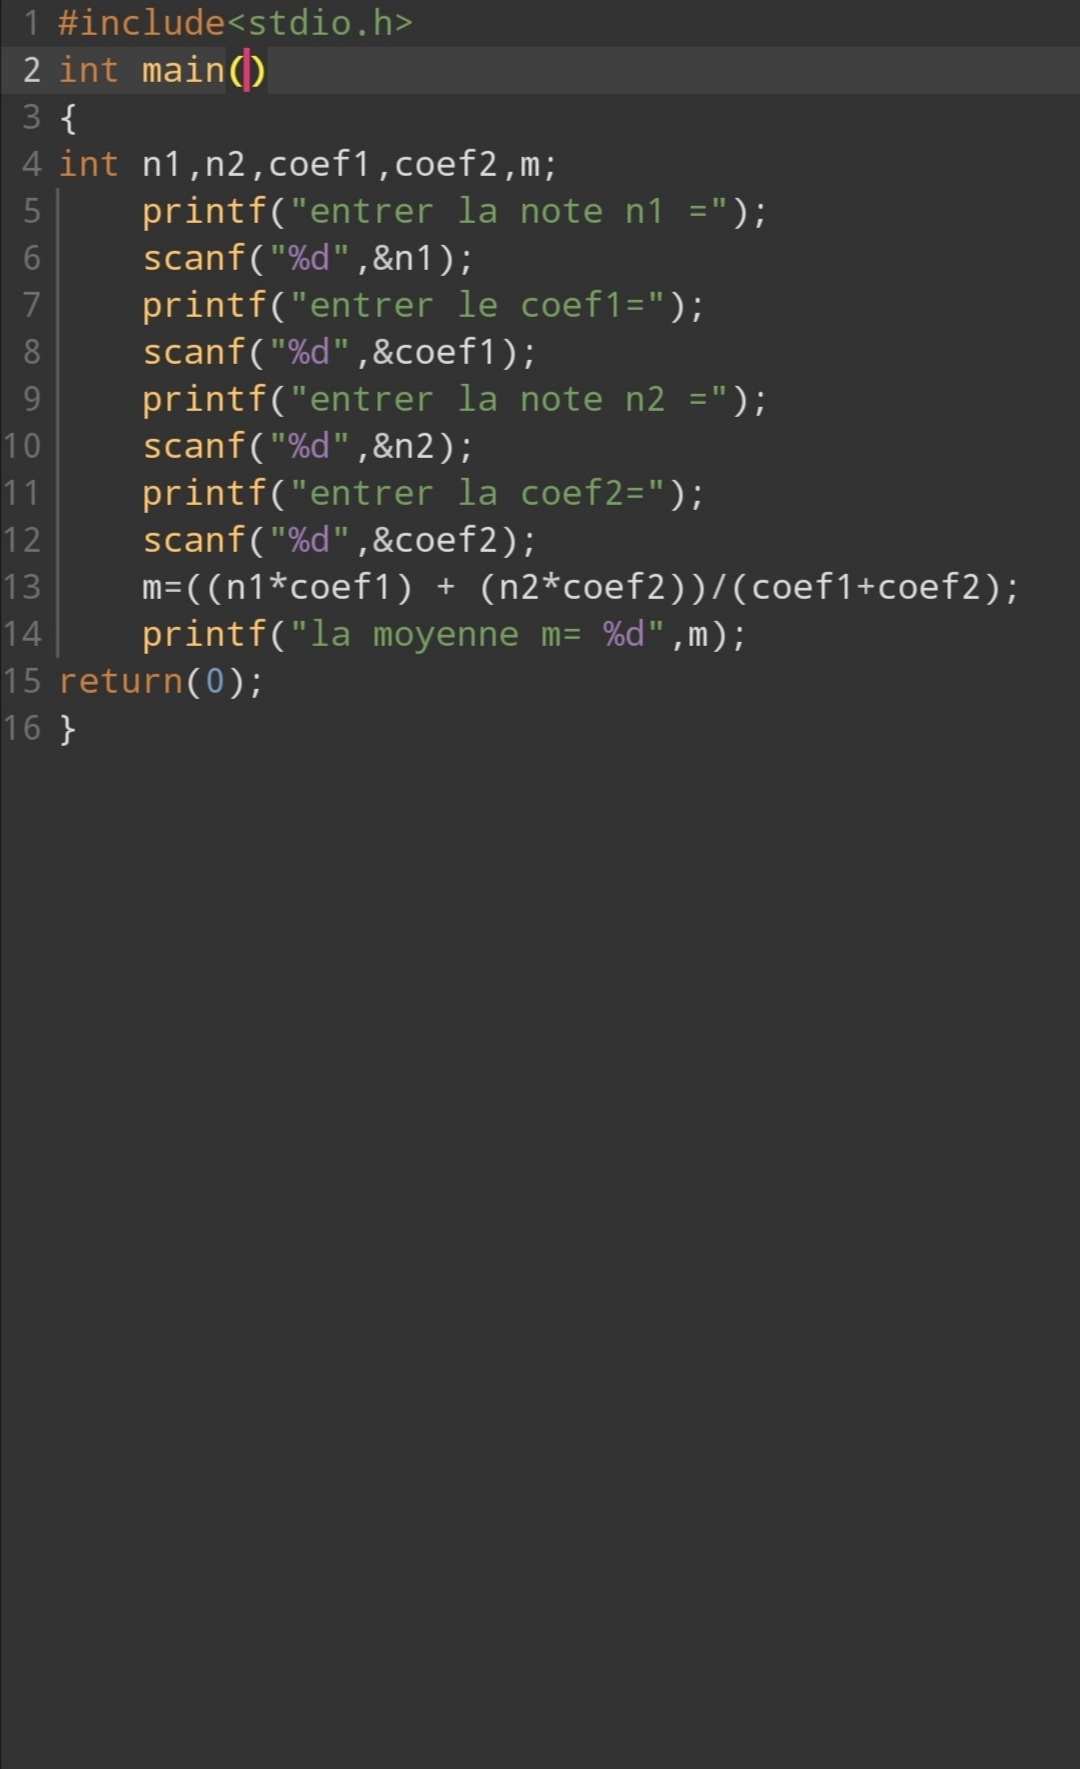 1 #include<stdio.h>
2 int main()
3 {
4 int n1,n2,coef1,coef2,m;
5     printf("entrer la note n1 =");
6     scanf("%d",&n1);
7     printf("entrer le coef1=");
8     scanf("%d",&coef1);
9     printf("entrer la note n2 =");
10     scanf("%d",&n2);
11     printf("entrer la coef2=");
12     scanf("%d",&coef2);
13     m=((n1*coef1) + (n2*coef2))/(coef1+coef2);
14     printf("la moyenne m= %d",m);
15 return(0);
16 }